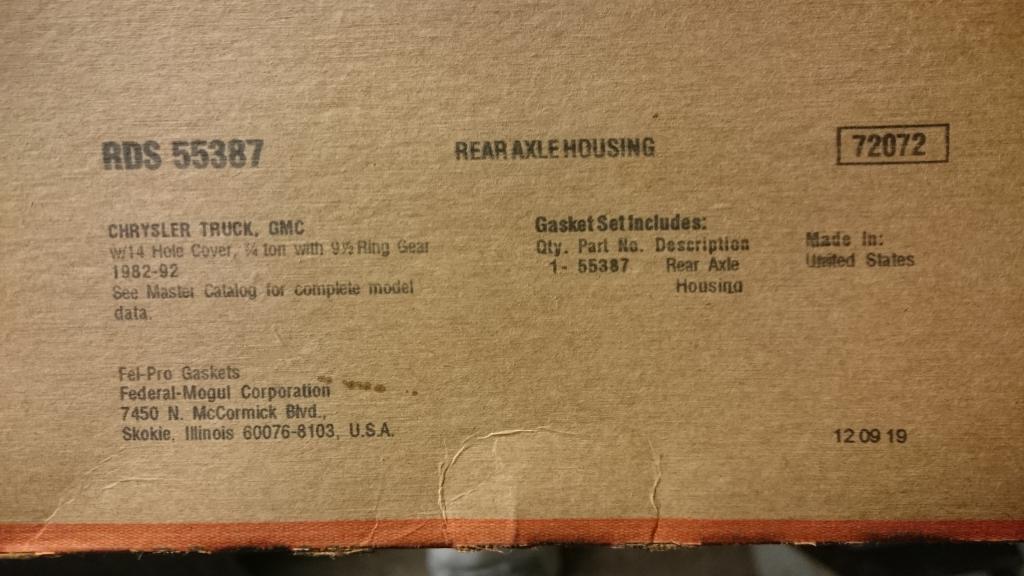 RDS 55387
REAR AXLE HOUSING
72072
CHRYSLER TRUCK, GMC
w/14 Hole Cover, ¾ ton with 9½ Ring Gear
1982-92
See Master Catalog for complete model
data.
Gasket Set Includes:
Qty. Part No. Description
1- 55387 Rear Axle
Housing
Made In:
United States
Fel-Pro Gaskets
Federal-Mogul Corporation
7450 N. McCormick Blvd.,
Skokie, Illinois 60076-8103, U.S.A.
12 09 19